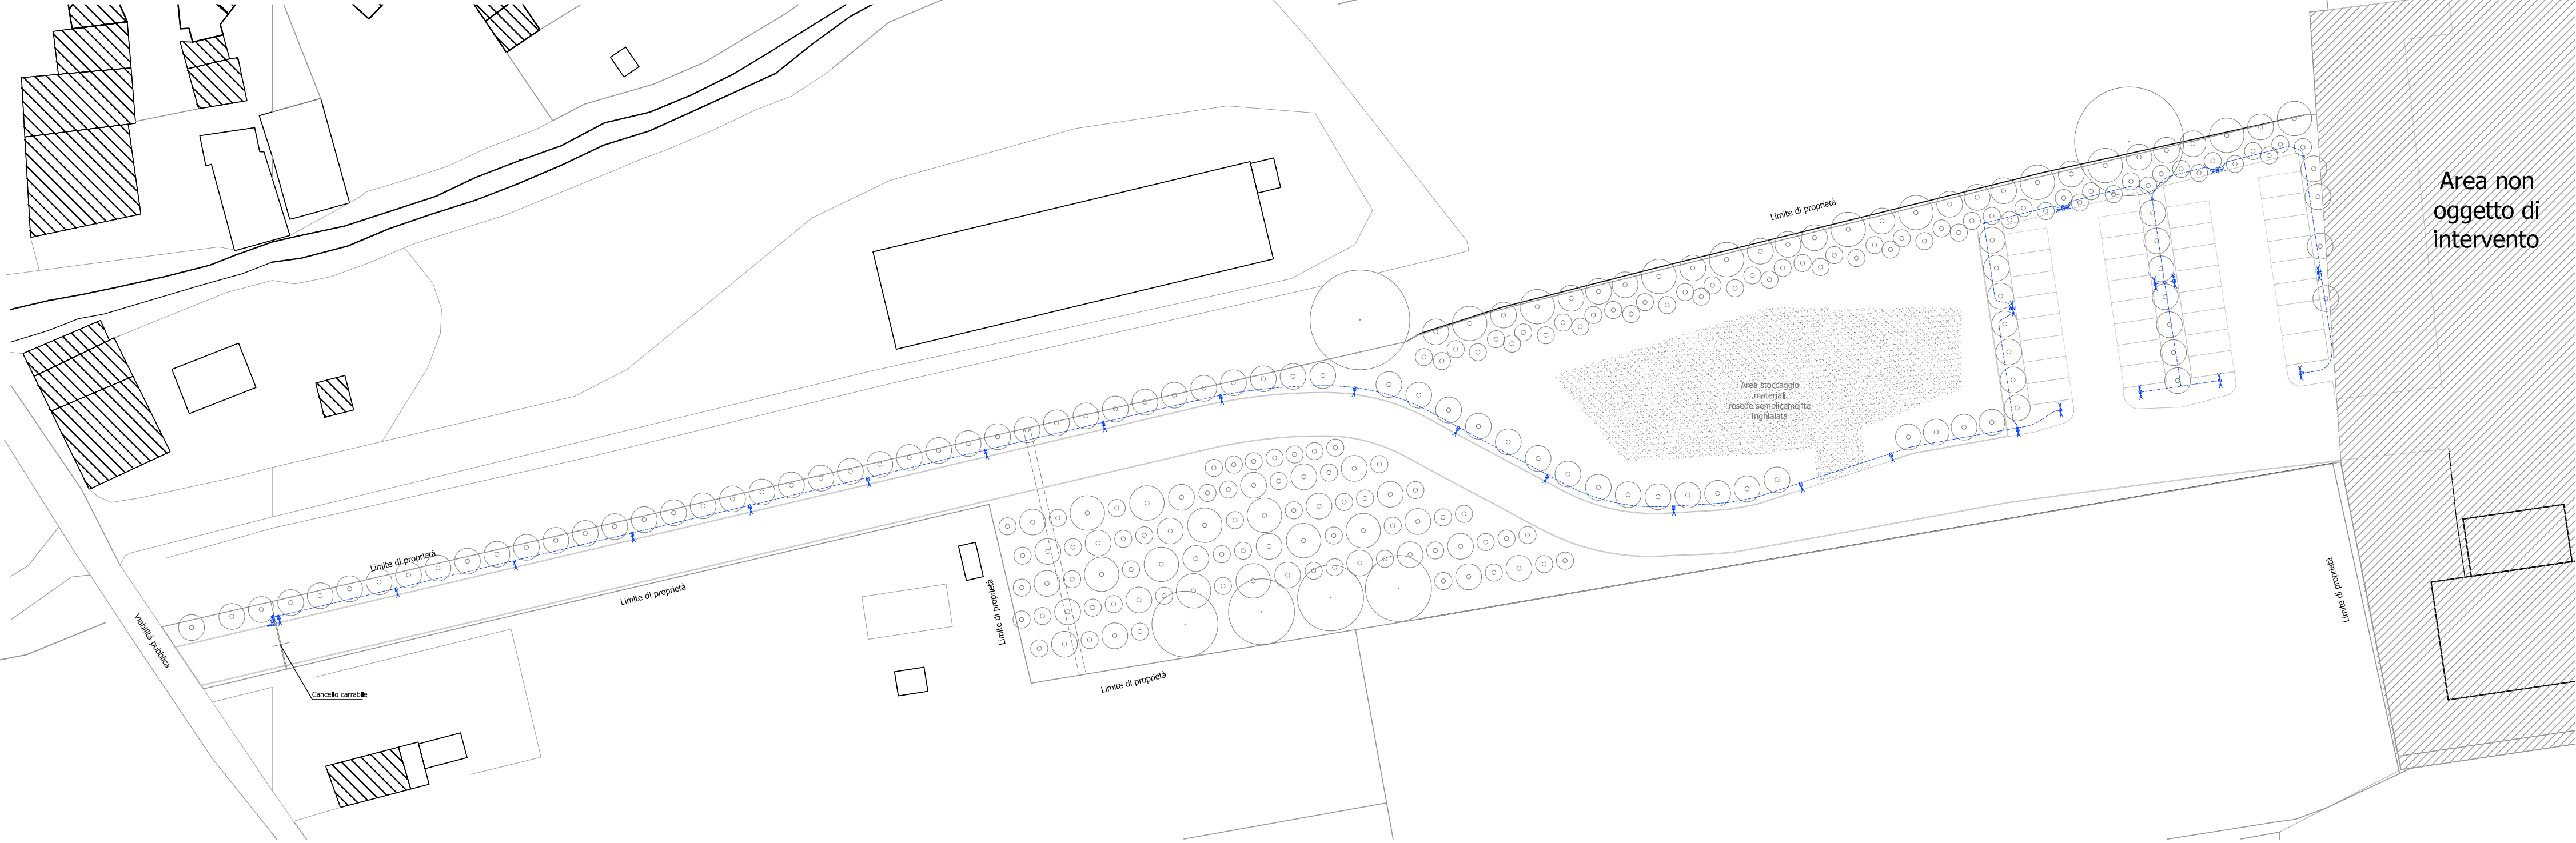 Area non
oggetto di
intervento
Limite di proprietà
Area stoccaggio
materiali
resede semplicemente
inghiaiata
Limite di proprietà
Limite di proprietà
Limite di proprietà
Limite di proprietà
Limite di proprietà
Viabilità pubblica
Cancello carrabile